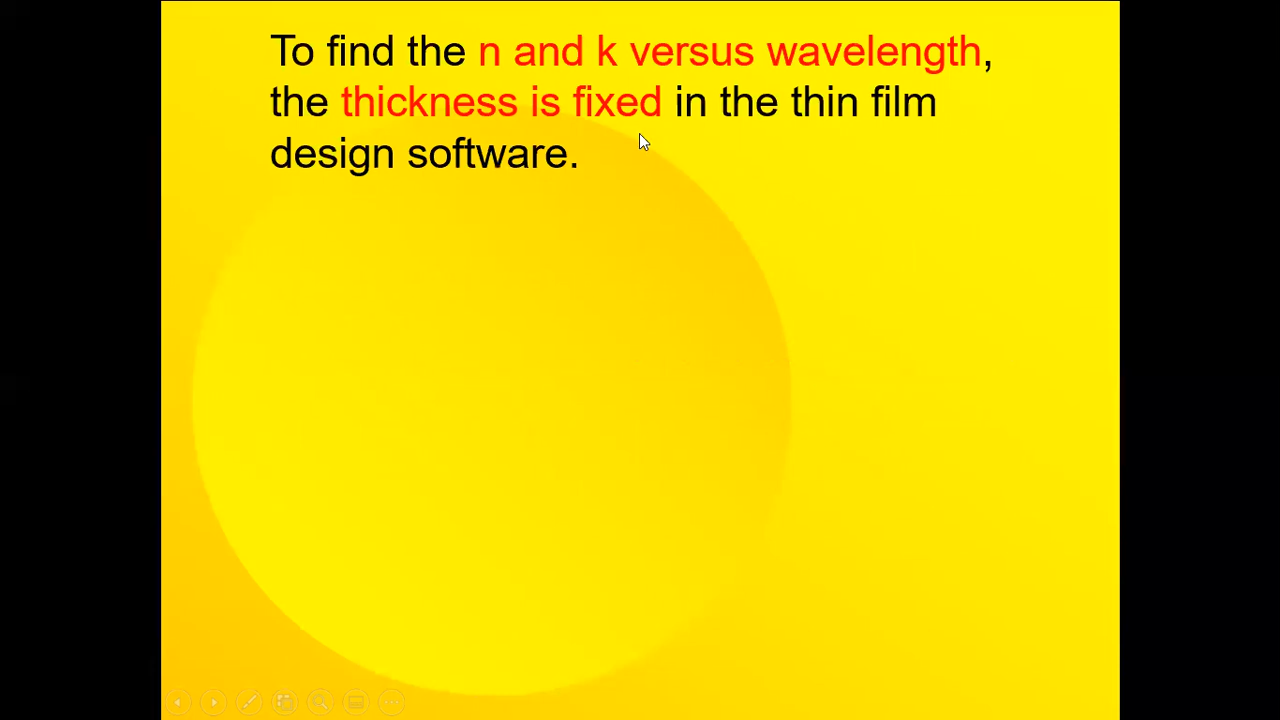 To find the n and k versus wavelength,
the thickness is fixed in the thin film
design software.